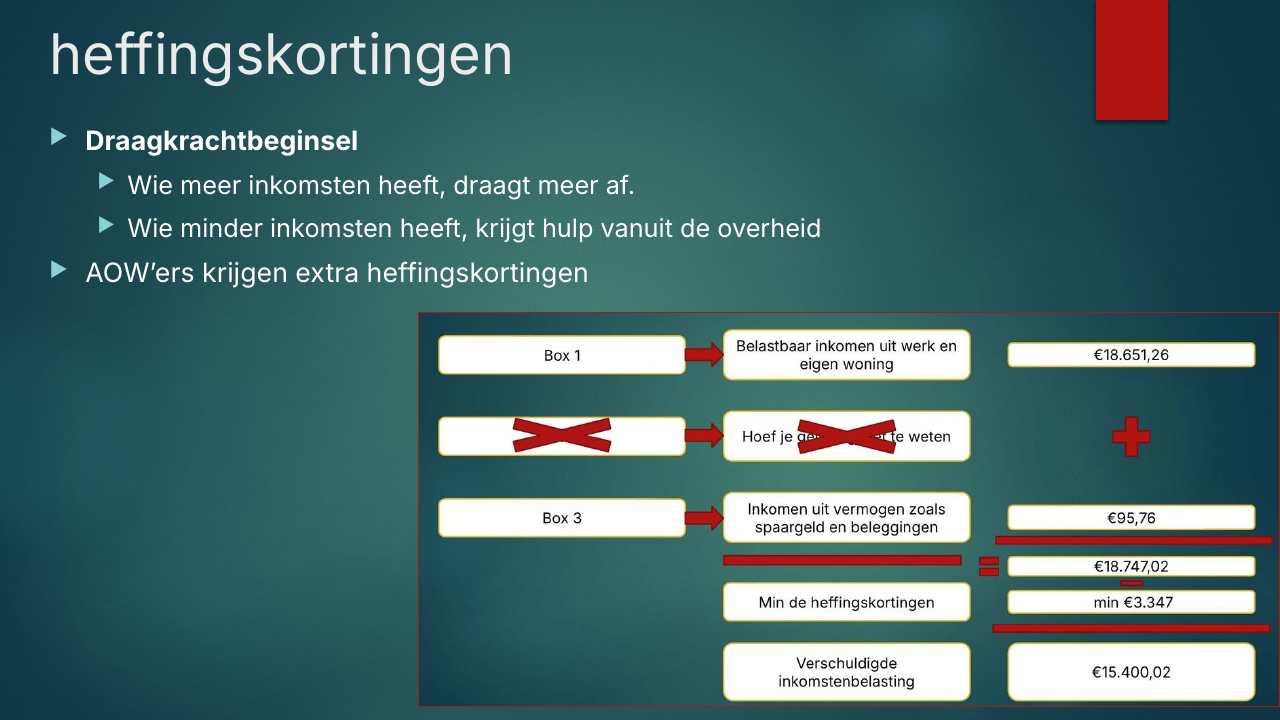 heffingskortingen
Draagkrachtbeginsel
Wie meer inkomsten heeft, draagt meer af.
Wie minder inkomsten heeft, krijgt hulp vanuit de overheid
AOW'ers krijgen extra heffingskortingen
Box 1
Belastbaar inkomen uit werk en
eigen woning
€18.651,26
Hoef je te weten
Box 3
Inkomen uit vermogen zoals
spaargeld en beleggingen
€95,76
€18.747,02
Min de heffingskortingen
min €3.347
Verschuldigde
inkomstenbelasting
€15.400,02